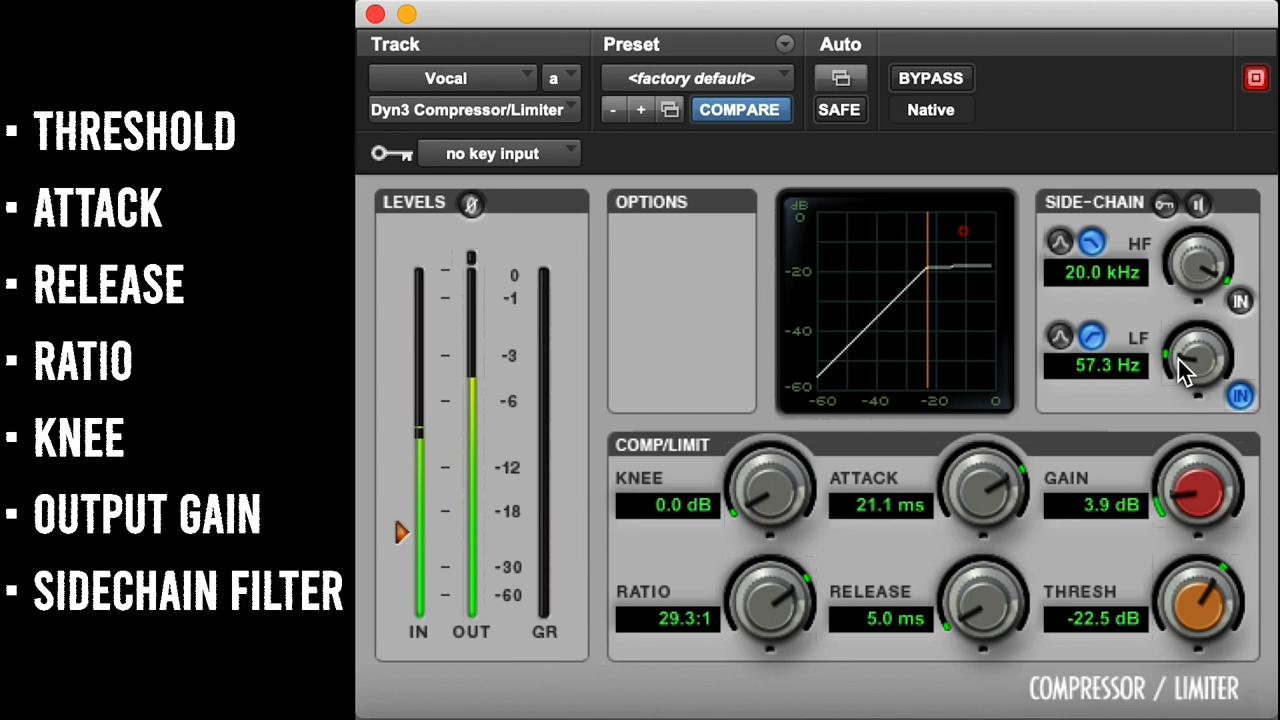 ▪ THRESHOLD
▪ ATTACK
▪ RELEASE
▪ RATIO
▪ KNEE
▪ OUTPUT GAIN
▪ SIDECHAIN FILTER
Track
Preset
Auto
Vocal
a
<factory default>
BYPASS
Dyn3 Compressor/Limiter
- +
COMPARE
SAFE
Native
no key input
LEVELS Ø
0
-1
-3
-6
-12
-18
-30
-60
IN OUT GR
OPTIONS
dB
0
-20
-40
-60
-60 -40 -20 0
SIDE-CHAIN
HF
20.0 kHz
IN
LF
57.3 Hz
IN
COMP/LIMIT
KNEE
0.0 dB
ATTACK
21.1 ms
GAIN
3.9 dB
RATIO
29.3:1
RELEASE
5.0 ms
THRESH
-22.5 dB
COMPRESSOR / LIMITER